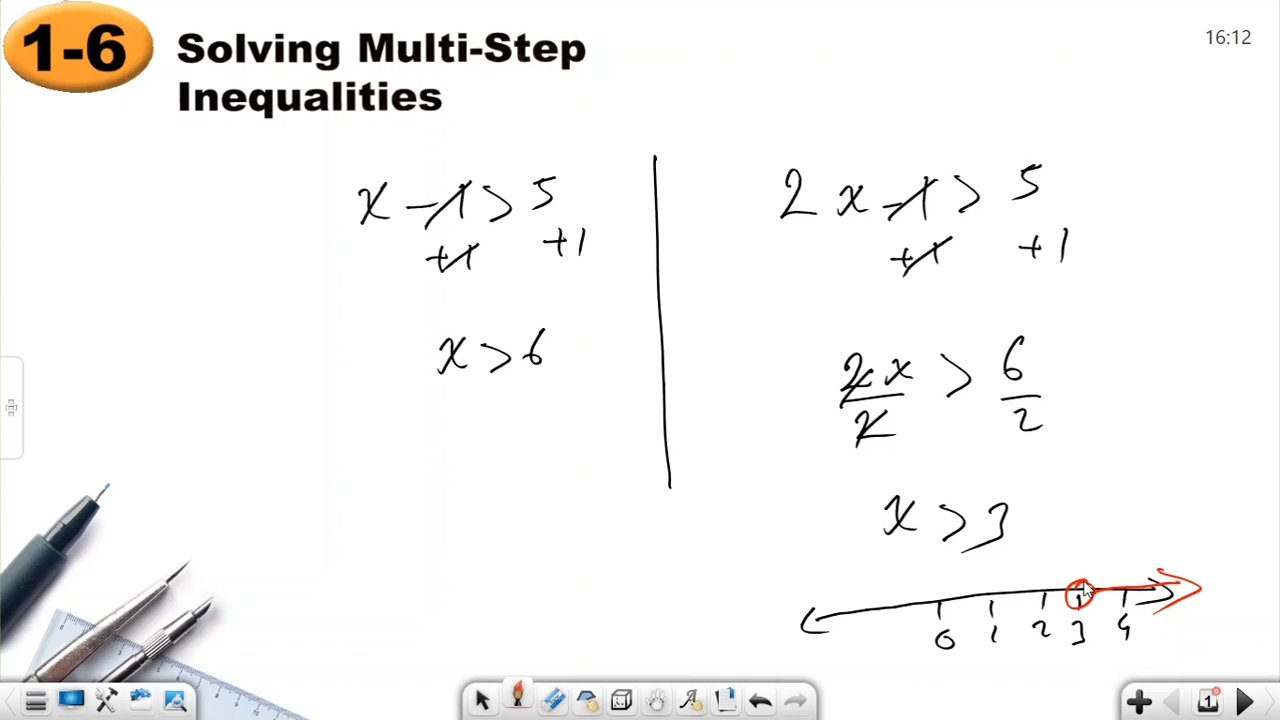 1-6
Solving Multi-Step
Inequalities
16:12
x - 1 > 5
+1 +1
x > 6
2x - 1 > 5
+1 +1
2x/2 > 6/2
x > 3
0 1 2 3 4
1